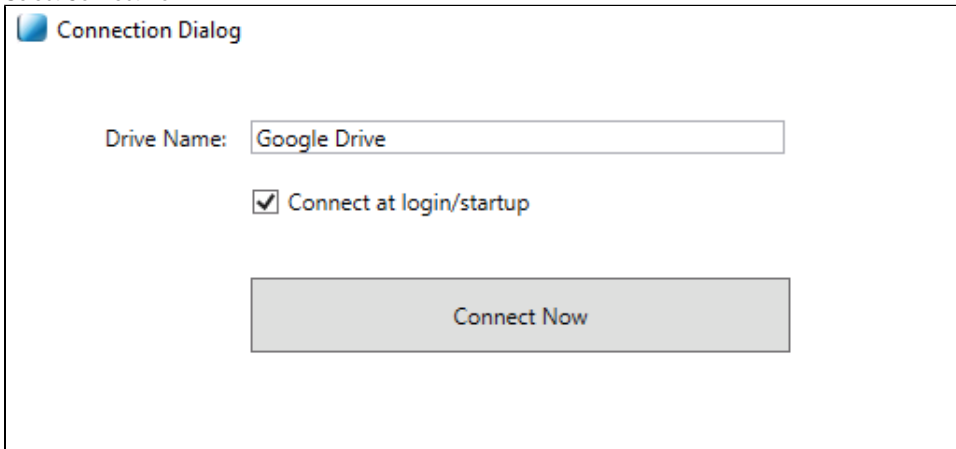 Connection Dialog
Drive Name: Google Drive
Connect at login/startup
Connect Now